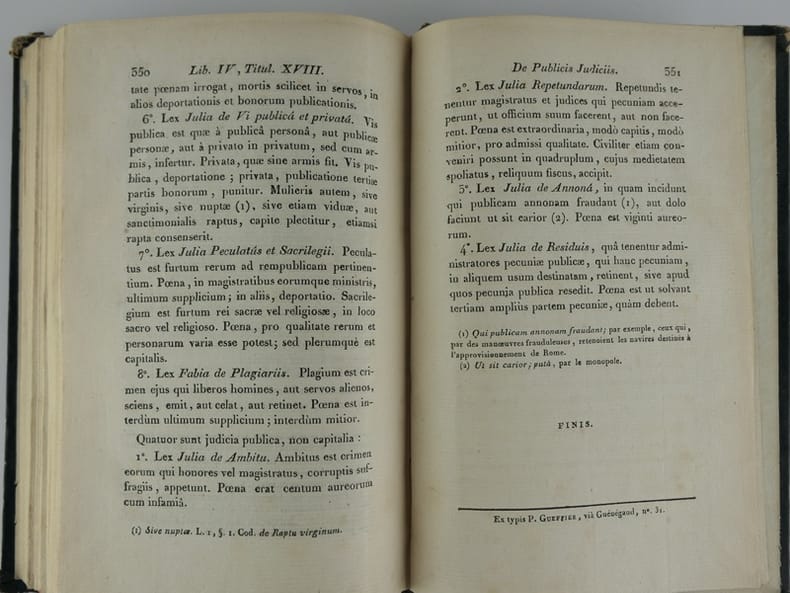 350 Lib. IV, Titul. XVIII.
tate pœnam irrogat, mortis scilicet in servos, in
alios deportationis et bonorum publicationis.
6°. Lex Julia de Vi publicâ et privatâ. Vis
publica est quæ à publicâ personâ, aut publicæ
personæ, aut à privato in privatum, sed cum ar-
mis, infertur. Privata, quæ sine armis fit. Vis pu-
blica, deportatione; privata, publicatione tertiæ
partis bonorum, punitur. Mulieris autem, sive
virginis, sive nuptæ (1), sive etiam viduæ, aut
sanctimonialis raptus, capite plectitur, etiamsi
rapta consenserit.
7°. Lex Julia Peculatûs et Sacrilegii. Pecula-
tus est furtum rerum ad rempublicam pertinen-
tium. Pœna, in magistratibus eorumque ministris,
ultimum supplicium; in aliis, deportatio. Sacrile-
gium est furtum rei sacræ vel religiosæ, in loco
sacro vel religioso. Pœna, pro qualitate rerum et
personarum varia esse potest; sed plerumquè est
capitalis.
8°. Lex Fabia de Plagiariis. Plagium est cri-
men ejus qui liberos homines, aut servos alienos,
sciens, emit, aut celat, aut retinet. Pœna est in-
terdùm ultimum supplicium; interdùm mitior.
Quatuor sunt judicia publica, non capitalia :
1°. Lex Julia de Ambitu. Ambitus est crimen
eorum qui honores vel magistratus, corruptis suf-
fragiis, appetunt. Pœna erat centum aureorum
cum infamiâ.
(1) Sive nuptæ. L. 1, §. 1. Cod. de Raptu virginum.
De Publicis Judiciis. 351
2°. Lex Julia Repetundarum. Repetundis te-
nentur magistratus et judices qui pecuniam acce-
perunt, ut officium suum facerent, aut non face-
rent. Pœna est extraordinaria, modò capitis, modò
mitior, pro admissi qualitate. Civiliter etiam con-
veniri possunt in quadruplum, cujus medietatem
spoliatus, reliquum fiscus, accipit.
3°. Lex Julia de Annonâ, in quam incidunt
qui publicam annonam fraudant (1), aut dolo
faciunt ut sit carior (2). Pœna est viginti aureo-
rum.
4°. Lex Julia de Residuis, quâ tenentur admi-
nistratores pecuniæ publicæ, qui hanc pecuniam,
in aliquem usum destinatam, retinent, sive apud
quos pecunja publica resedit. Pœna est ut solvant
tertiam ampliùs partem pecuniæ, quàm debent.
(1) Qui publicam annonam fraudant; par exemple, ceux qui,
par des manœuvres frauduleuses, retenoient les navires destinés à
l'approvisionnement de Rome.
(2) Ut sit carior; putà, par le monopole.
FINIS.
Ex typis P. GUEFFIER, viâ Guénégaud, n°. 31.